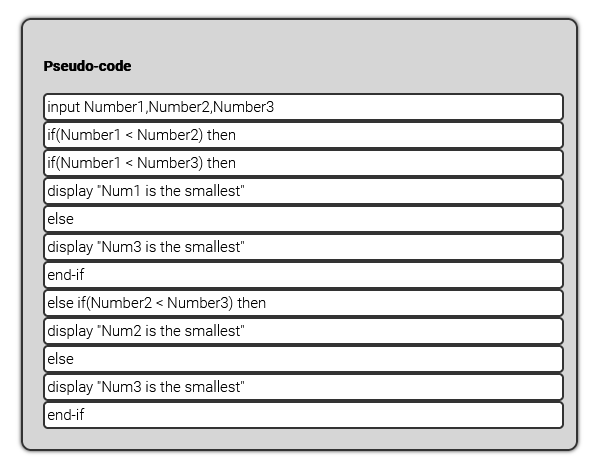 Pseudo-code
input Number1,Number2,Number3
if(Number1 < Number2) then
if(Number1 < Number3) then
display "Num1 is the smallest"
else
display "Num3 is the smallest"
end-if
else if(Number2 < Number3) then
display "Num2 is the smallest"
else
display "Num3 is the smallest"
end-if